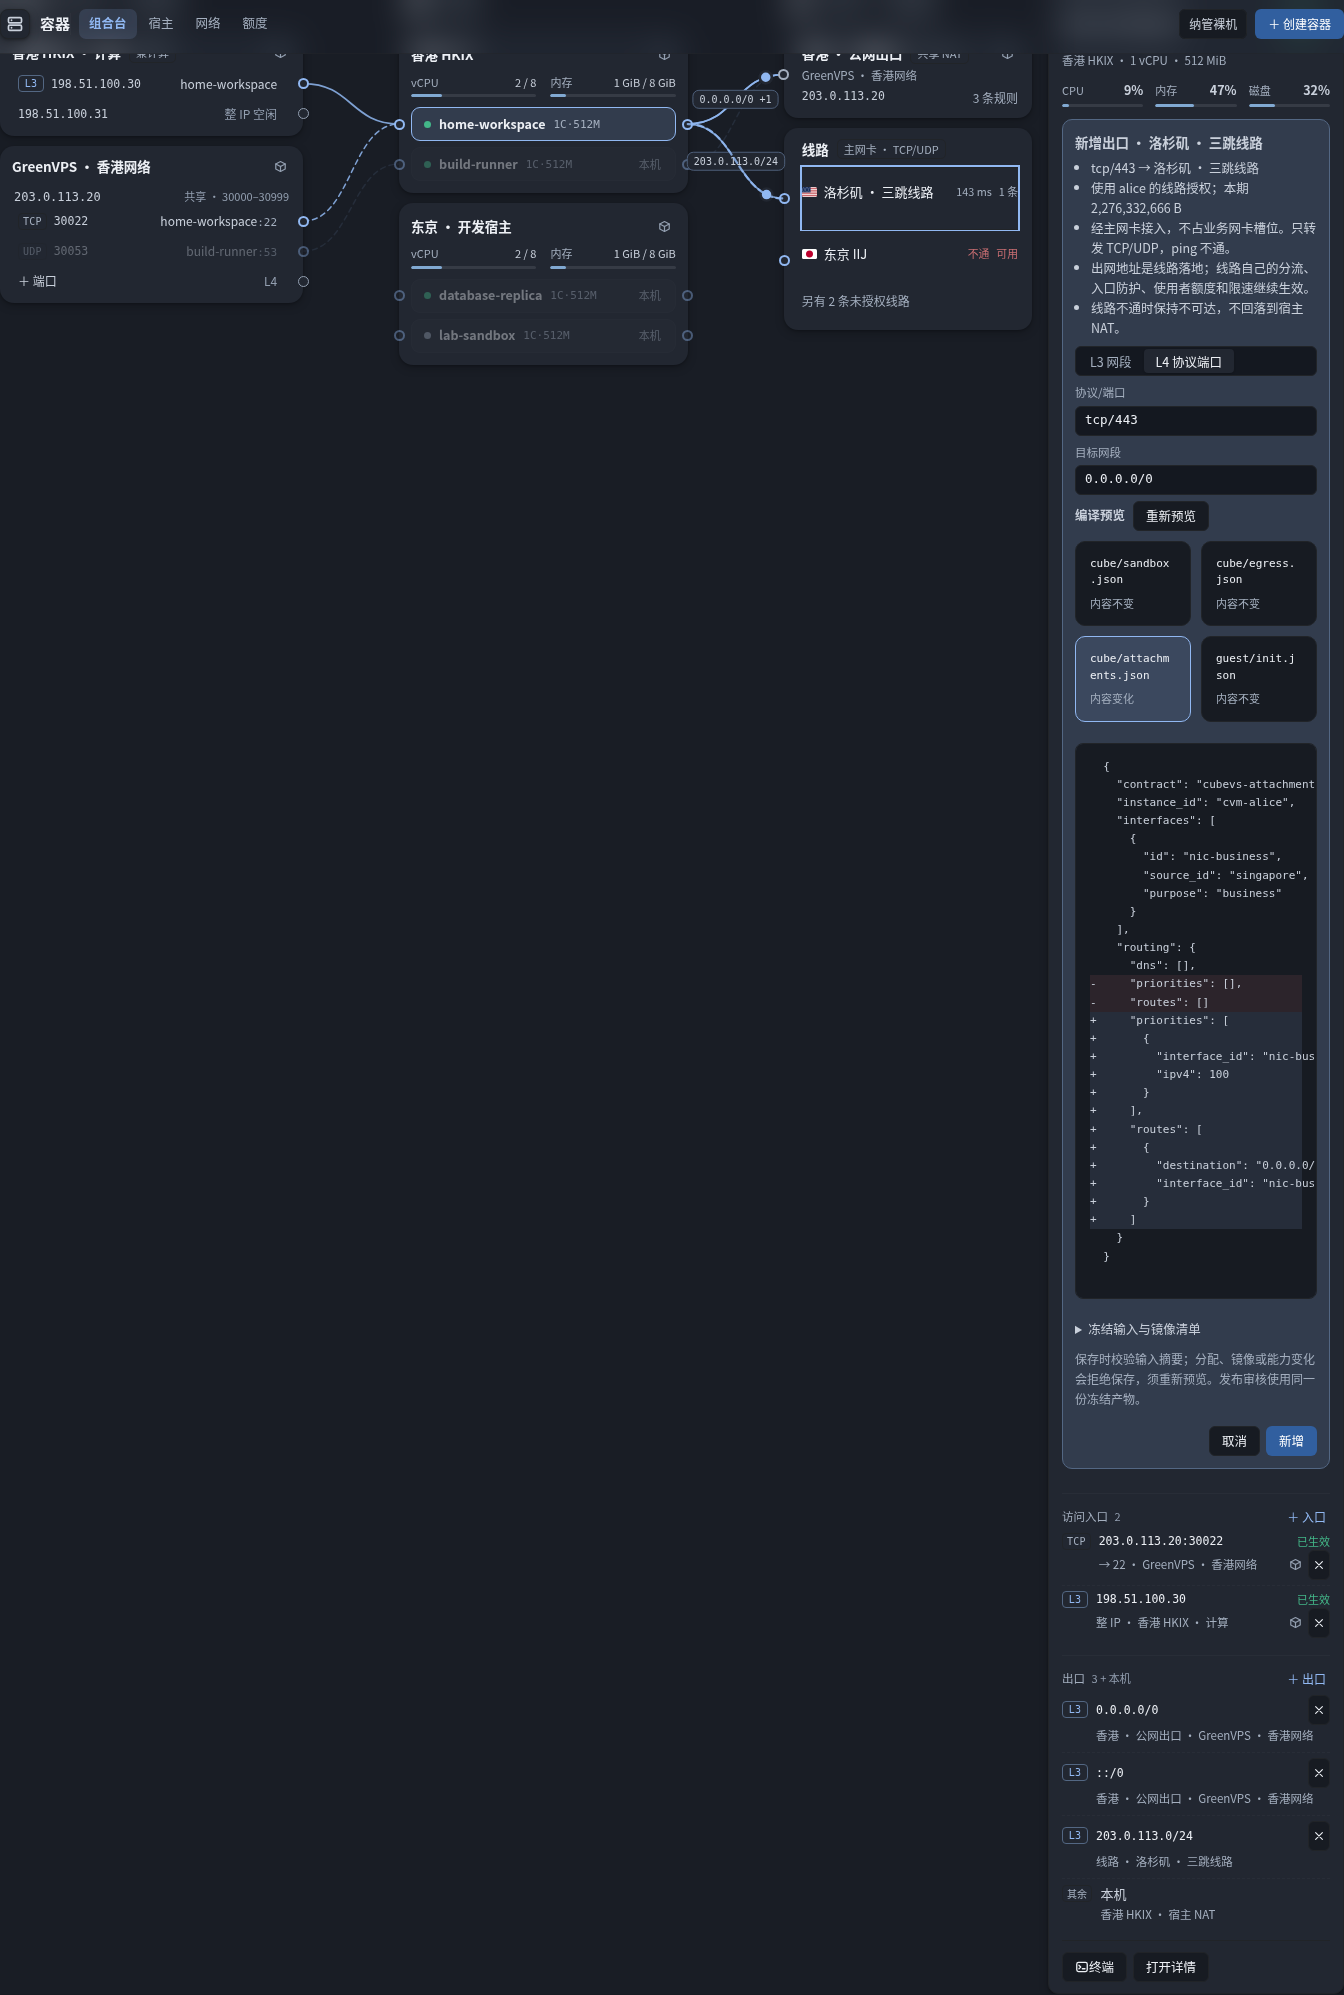 容器
组合台
宿主
网络
额度
纳管裸机
＋ 创建容器
香港 HKIX · 计算
L3 198.51.100.30 home-workspace
198.51.100.31 整 IP 空闲
GreenVPS · 香港网络
203.0.113.20 共享 · 30000–30999
TCP 30022 home-workspace:22
UDP 30053 build-runner:53
＋ 端口 L4
香港 HKIX
vCPU 2 / 8 内存 1 GiB / 8 GiB
home-workspace 1C·512M
build-runner 1C·512M 本机
东京 · 开发宿主
vCPU 2 / 8 内存 1 GiB / 8 GiB
database-replica 1C·512M 本机
lab-sandbox 1C·512M 本机
0.0.0.0/0 +1
203.0.113.0/24
香港 · 公网出口 共享 NAT
GreenVPS · 香港网络
203.0.113.20 3 条规则
线路 主网卡 · TCP/UDP
洛杉矶 · 三跳线路 143 ms 1 条
东京 IIJ 不通 可用
另有 2 条未授权线路
香港 HKIX · 1 vCPU · 512 MiB
CPU 9% 内存 47% 磁盘 32%
新增出口 · 洛杉矶 · 三跳线路
• tcp/443 → 洛杉矶 · 三跳线路
• 使用 alice 的线路授权；本期
2,276,332,666 B
• 经主网卡接入，不占业务网卡槽位。只转
发 TCP/UDP，ping 不通。
• 出网地址是线路落地；线路自己的分流、
入口防护、使用者额度和限速继续生效。
• 线路不通时保持不可达，不回落到宿主
NAT。
L3 网段 L4 协议端口
协议/端口
tcp/443
目标网段
0.0.0.0/0
编译预览 重新预览
cube/sandbox
.json
内容不变
cube/egress.
json
内容不变
cube/attachm
ents.json
内容变化
guest/init.j
son
内容不变
{
"contract": "cubevs-attachment
"instance_id": "cvm-alice",
"interfaces": [
{
"id": "nic-business",
"source_id": "singapore",
"purpose": "business"
}
],
"routing": {
"dns": [],
- "priorities": [],
- "routes": []
+ "priorities": [
+ {
+ "interface_id": "nic-bus
+ "ipv4": 100
+ }
+ ],
+ "routes": [
+ {
+ "destination": "0.0.0.0/
+ "interface_id": "nic-bus
+ }
+ ]
}
}
▶ 冻结输入与镜像清单
保存时校验输入摘要；分配、镜像或能力变化
会拒绝保存，须重新预览。发布审核使用同一
份冻结产物。
取消 新增
访问入口 2 ＋ 入口
TCP 203.0.113.20:30022 已生效
→ 22 · GreenVPS · 香港网络
L3 198.51.100.30 已生效
整 IP · 香港 HKIX · 计算
出口 3 + 本机 ＋ 出口
L3 0.0.0.0/0
香港 · 公网出口 · GreenVPS · 香港网络
L3 ::/0
香港 · 公网出口 · GreenVPS · 香港网络
L3 203.0.113.0/24
线路 · 洛杉矶 · 三跳线路
其余 本机
香港 HKIX · 宿主 NAT
终端 打开详情